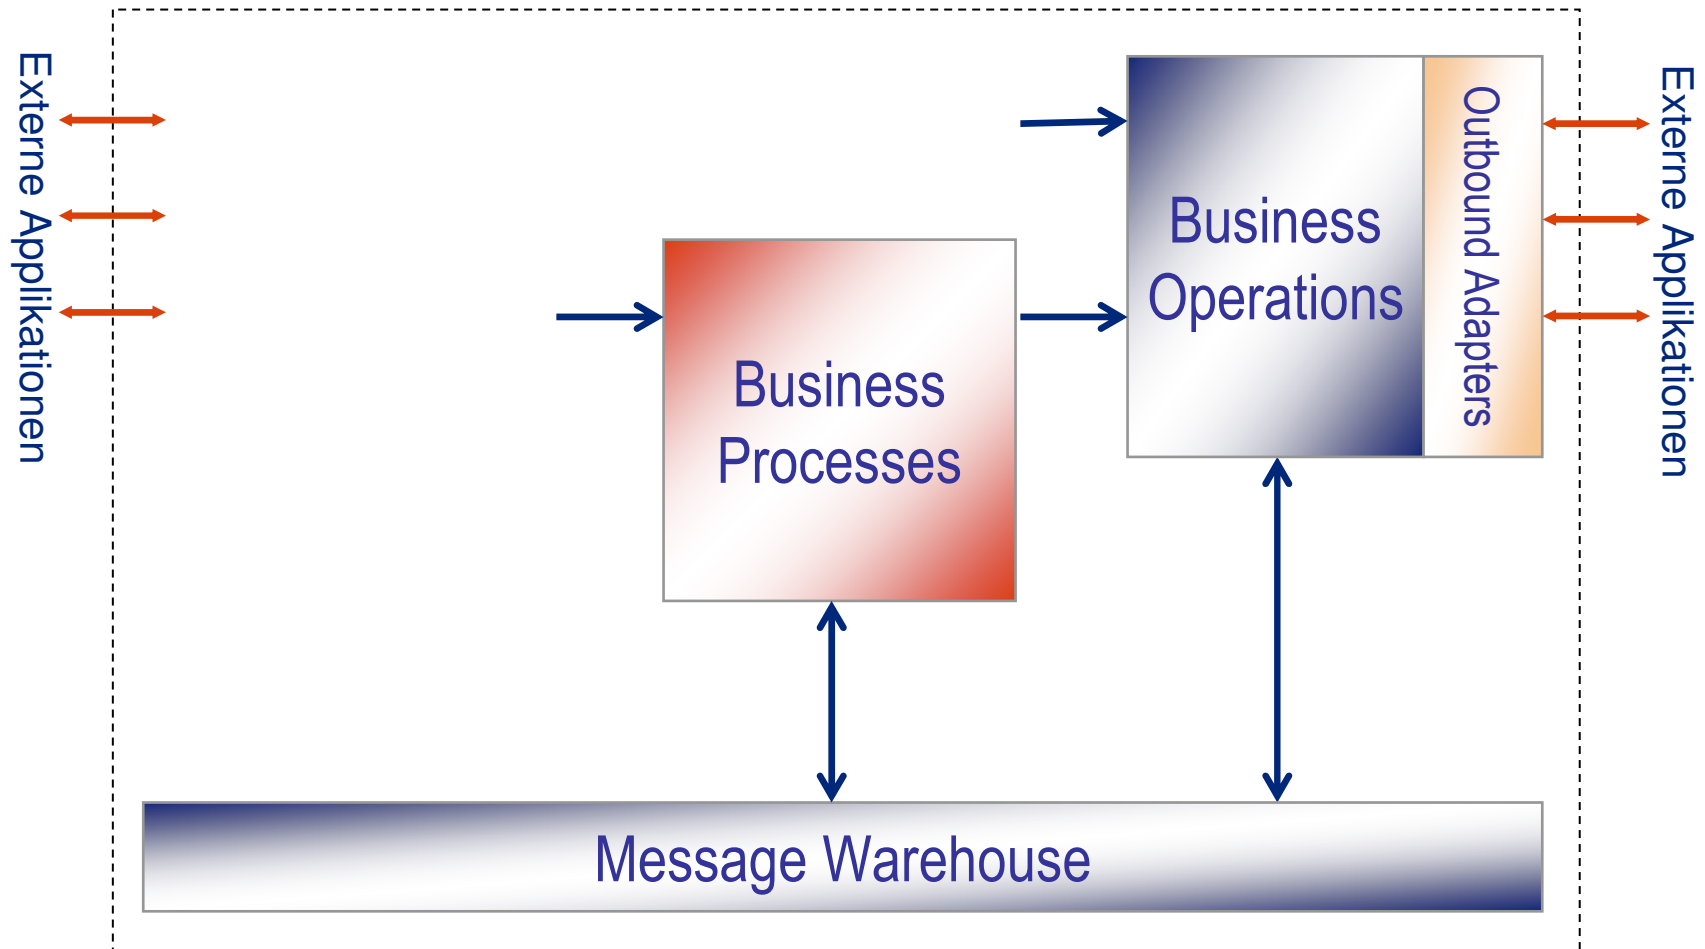 Externe Applikationen
Business
Processes
Business
Operations
Outbound Adapters
Externe Applikationen
Message Warehouse